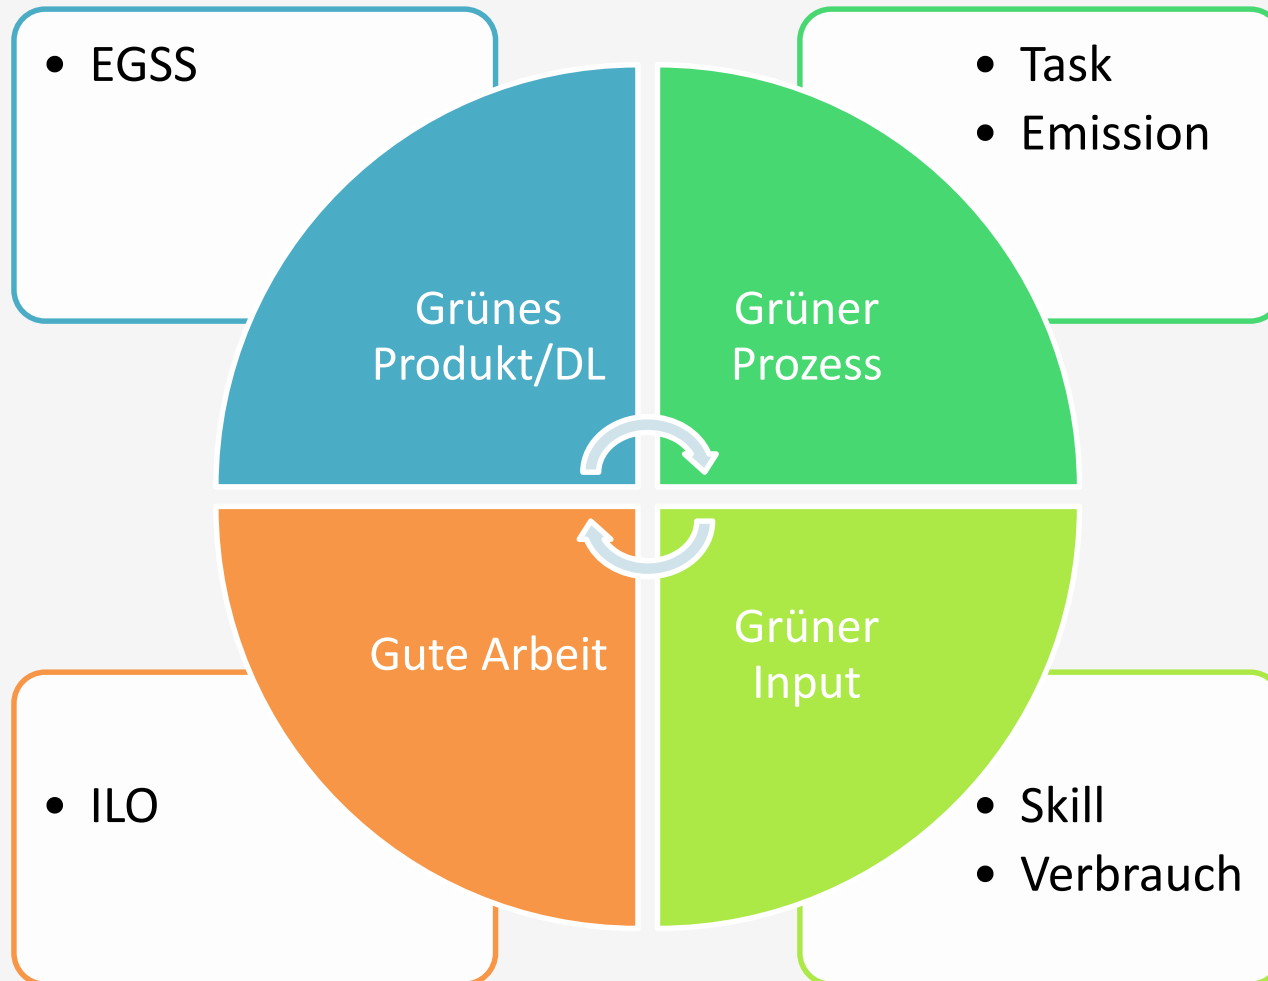 • EGSS
• Task
• Emission
Grünes
Produkt/DL
Grüner
Prozess
Gute Arbeit
Grüner
Input
• ILO
• Skill
• Verbrauch